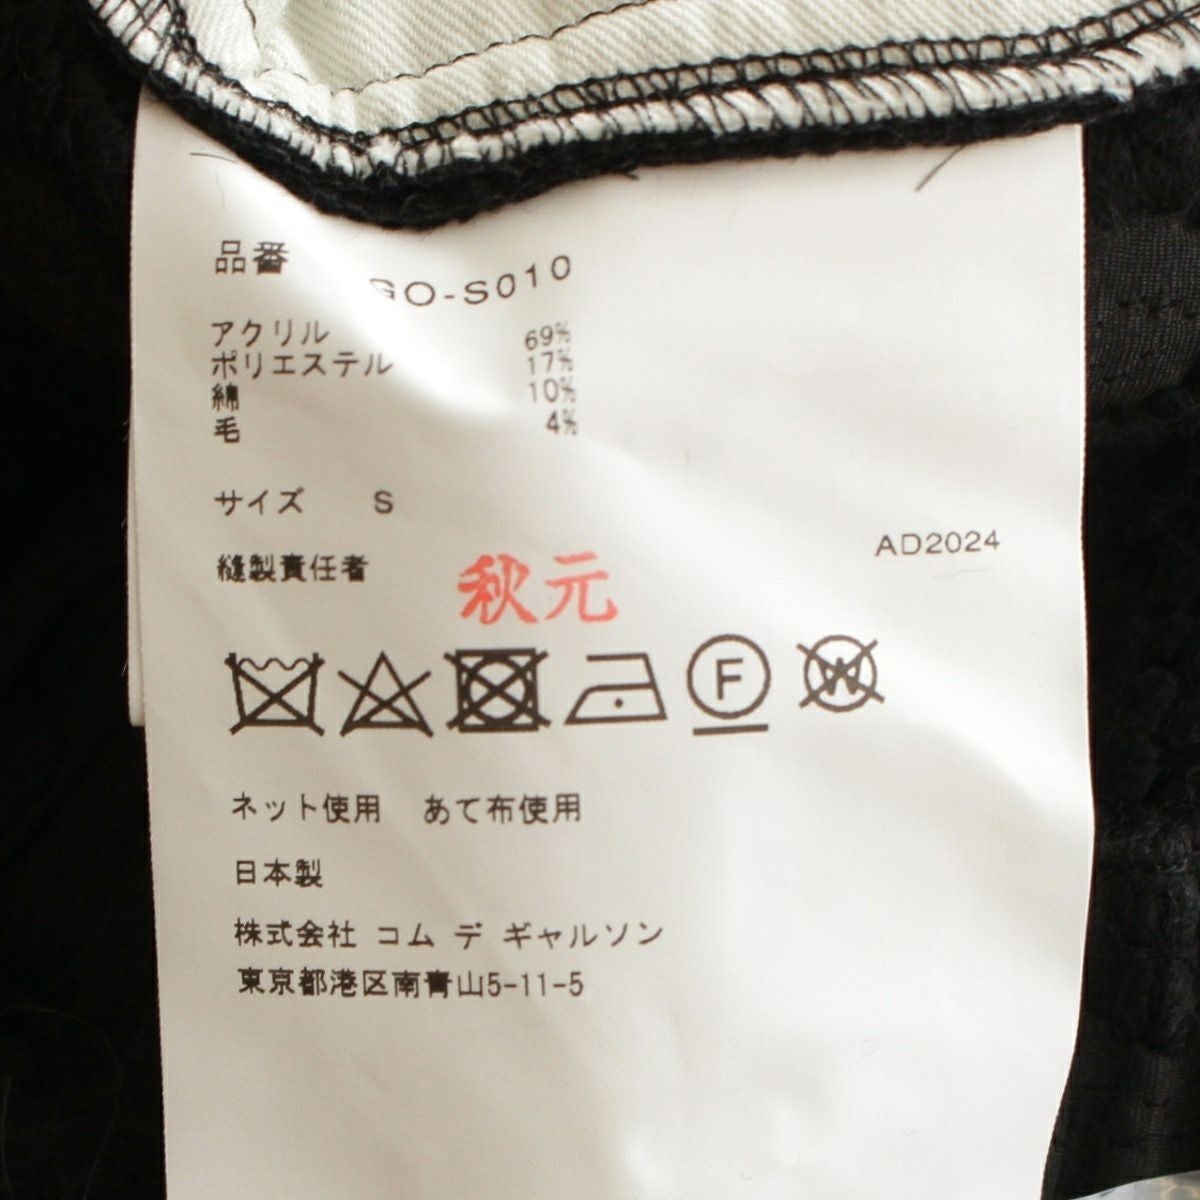 品番 GO-S010
アクリル 69%
ポリエステル 17%
綿 10%
毛 4%
サイズ S
AD2024
縫製責任者 秋元
F W
ネット使用 あて布使用
日本製
株式会社 コム デ ギャルソン
東京都港区南青山5-11-5